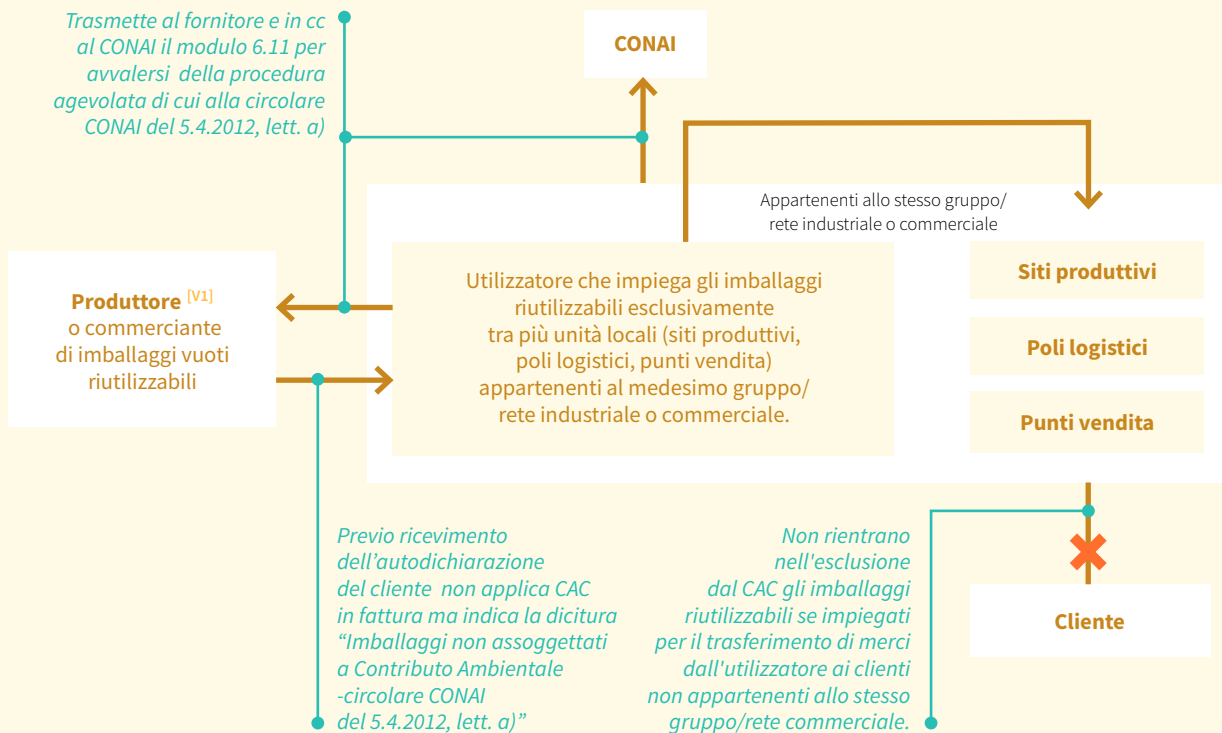 Trasmette al fornitore e in cc
al CONAI il modulo 6.11 per
avvalersi della procedura
agevolata di cui alla circolare
CONAI del 5.4.2012, lett. a)
CONAI
Appartenenti allo stesso gruppo/
rete industriale o commerciale
Produttore [V1]
o commerciante
di imballaggi vuoti
riutilizzabili
Utilizzatore che impiega gli imballaggi
riutilizzabili esclusivamente
tra più unità locali (siti produttivi,
poli logistici, punti vendita)
appartenenti al medesimo gruppo/
rete industriale o commerciale.
Siti produttivi
Poli logistici
Punti vendita
Previo ricevimento
dell’autodichiarazione
del cliente non applica CAC
in fattura ma indica la dicitura
“Imballaggi non assoggettati
a Contributo Ambientale
-circolare CONAI
del 5.4.2012, lett. a)”
Non rientrano
nell'esclusione
dal CAC gli imballaggi
riutilizzabili se impiegati
per il trasferimento di merci
dall'utilizzatore ai clienti
non appartenenti allo stesso
gruppo/rete commerciale.
Cliente